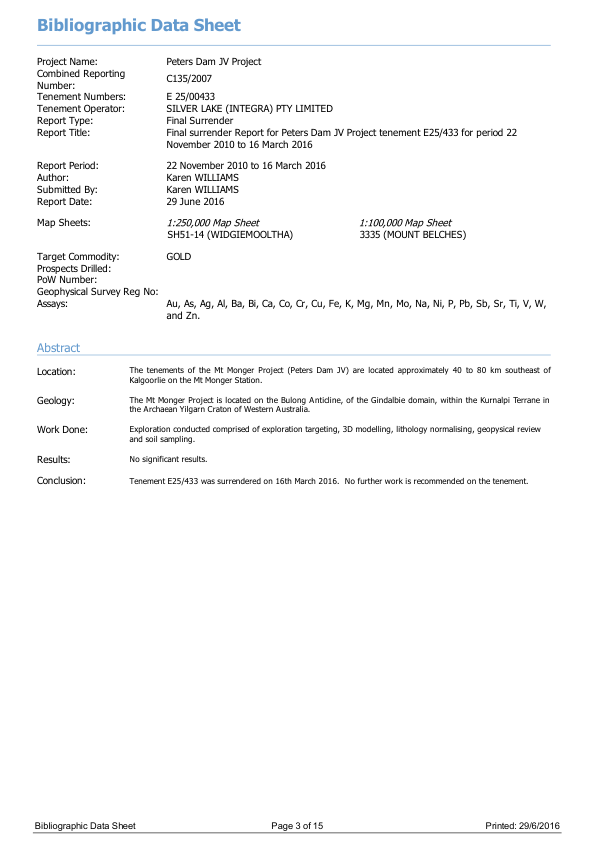 Bibliographic Data Sheet
Project Name: Peters Dam JV Project
Combined Reporting
Number: C135/2007
Tenement Numbers: E 25/00433
Tenement Operator: SILVER LAKE (INTEGRA) PTY LIMITED
Report Type: Final Surrender
Report Title: Final surrender Report for Peters Dam JV Project tenement E25/433 for period 22
November 2010 to 16 March 2016
Report Period: 22 November 2010 to 16 March 2016
Author: Karen WILLIAMS
Submitted By: Karen WILLIAMS
Report Date: 29 June 2016
Map Sheets: 1:250,000 Map Sheet 1:100,000 Map Sheet
SH51-14 (WIDGIEMOOLTHA) 3335 (MOUNT BELCHES)
Target Commodity: GOLD
Prospects Drilled:
PoW Number:
Geophysical Survey Reg No:
Assays: Au, As, Ag, Al, Ba, Bi, Ca, Co, Cr, Cu, Fe, K, Mg, Mn, Mo, Na, Ni, P, Pb, Sb, Sr, Ti, V, W,
and Zn.
Abstract
Location: The tenements of the Mt Monger Project (Peters Dam JV) are located approximately 40 to 80 km southeast of
Kalgoorlie on the Mt Monger Station.
Geology: The Mt Monger Project is located on the Bulong Anticline, of the Gindalbie domain, within the Kurnalpi Terrane in
the Archaean Yilgarn Craton of Western Australia.
Work Done: Exploration conducted comprised of exploration targeting, 3D modelling, lithology normalising, geopysical review
and soil sampling.
Results: No significant results.
Conclusion: Tenement E25/433 was surrendered on 16th March 2016. No further work is recommended on the tenement.
Bibliographic Data Sheet Page 3 of 15 Printed: 29/6/2016